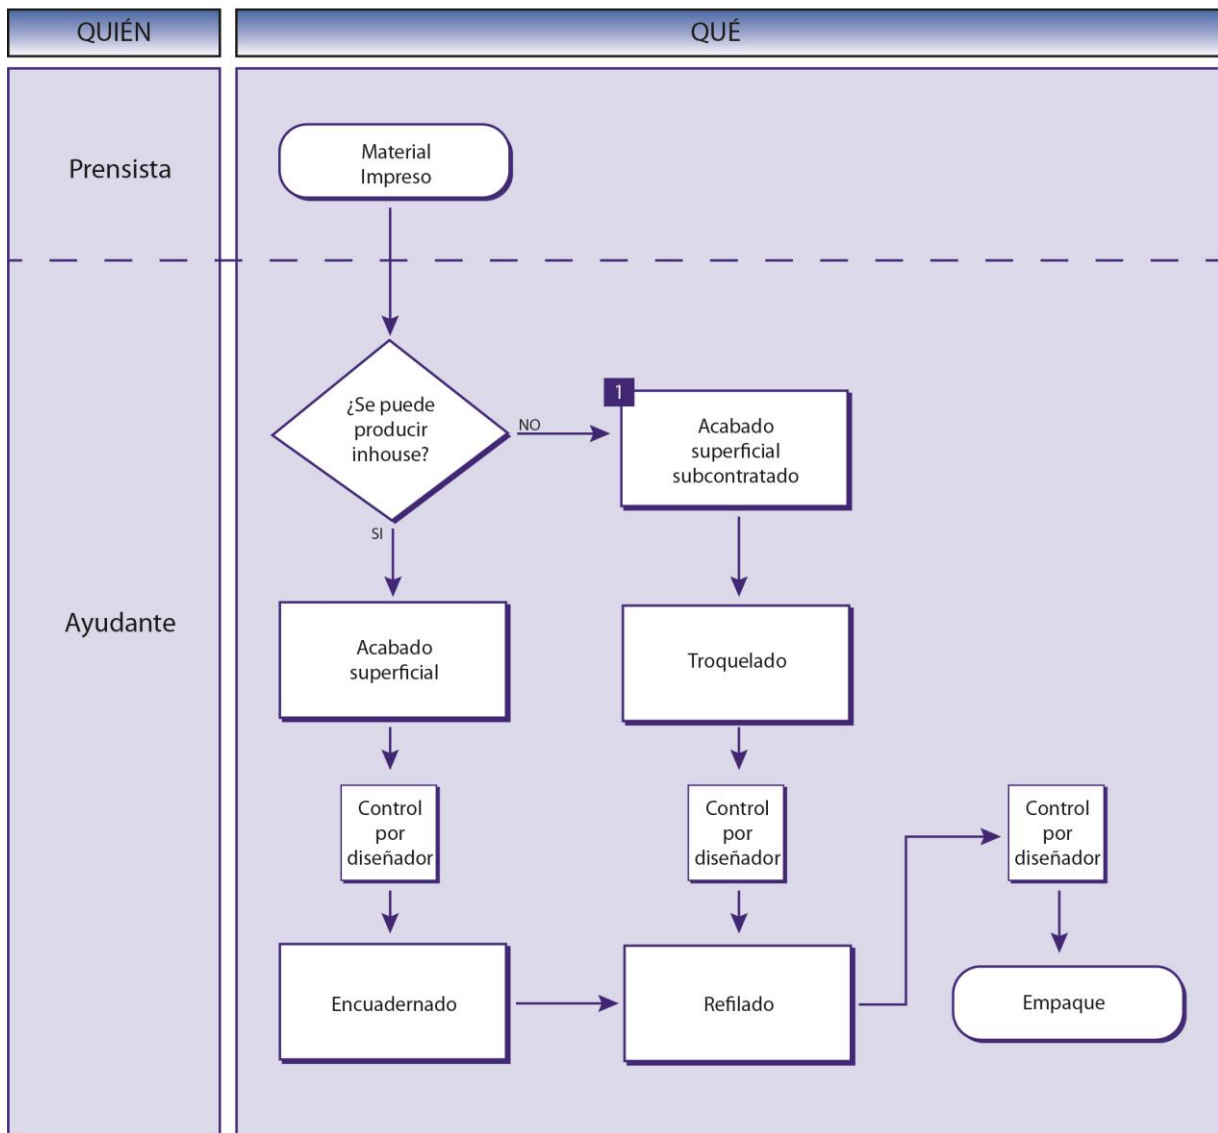 QUIÉN
QUÉ
Prensista
Material
Impreso
¿Se puede
producir
inhouse?
NO
1
Acabado
superficial
subcontratado
SI
Ayudante
Acabado
superficial
Troquelado
Control
por
diseñador
Control
por
diseñador
Control
por
diseñador
Encuadernado
Refilado
Empaque